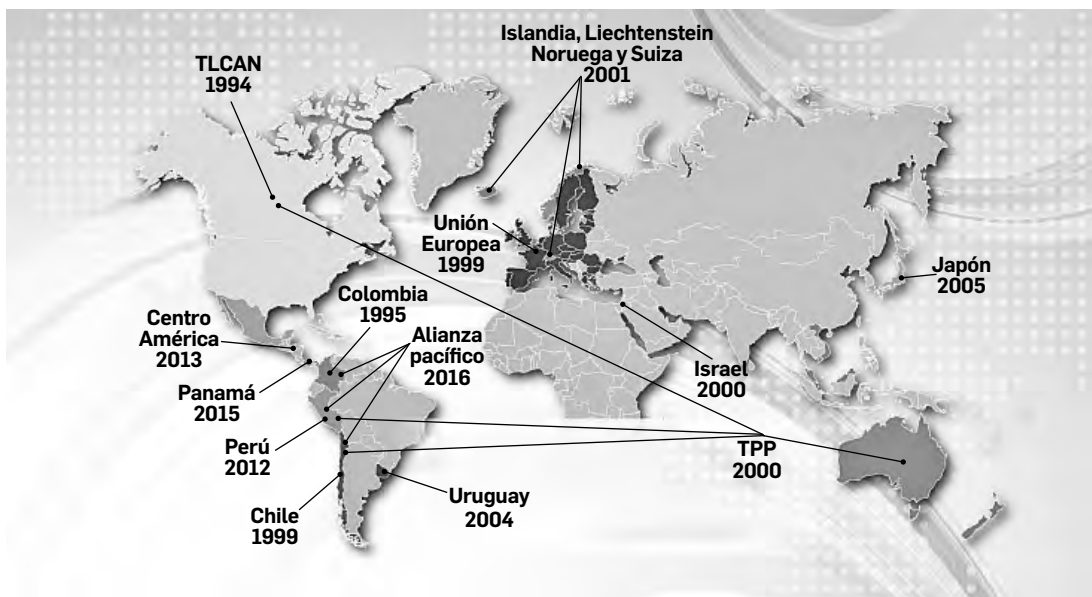 Islandia, Liechtenstein
Noruega y Suiza
2001
TLCAN
1994
Unión
Europea
1999
Japón
2005
Colombia
1995
Centro
América
2013
Alianza
pacífico
2016
Israel
2000
Panamá
2015
Perú
2012
TPP
2000
Uruguay
2004
Chile
1999